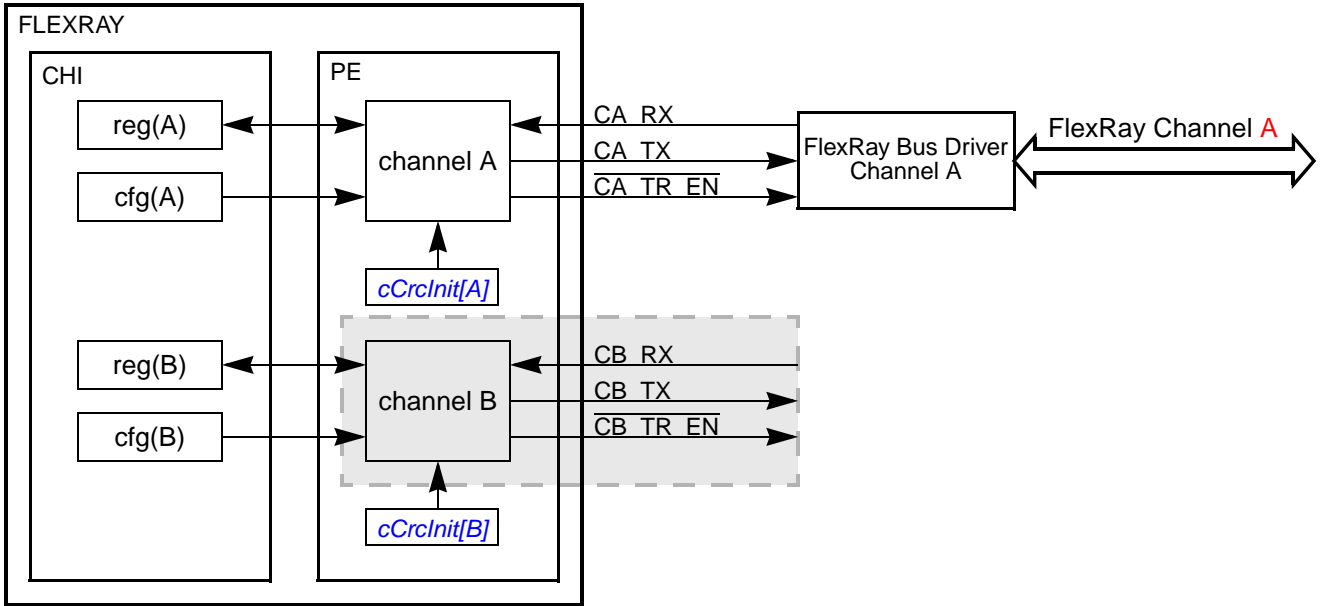 FLEXRAY
CHI
PE
reg(A)
cfg(A)
channel A
cCrcInit[A]
CA_RX
CA_TX
CA_TR_EN
FlexRay Bus Driver
Channel A
FlexRay Channel A
reg(B)
cfg(B)
channel B
cCrcInit[B]
CB_RX
CB_TX
CB_TR_EN